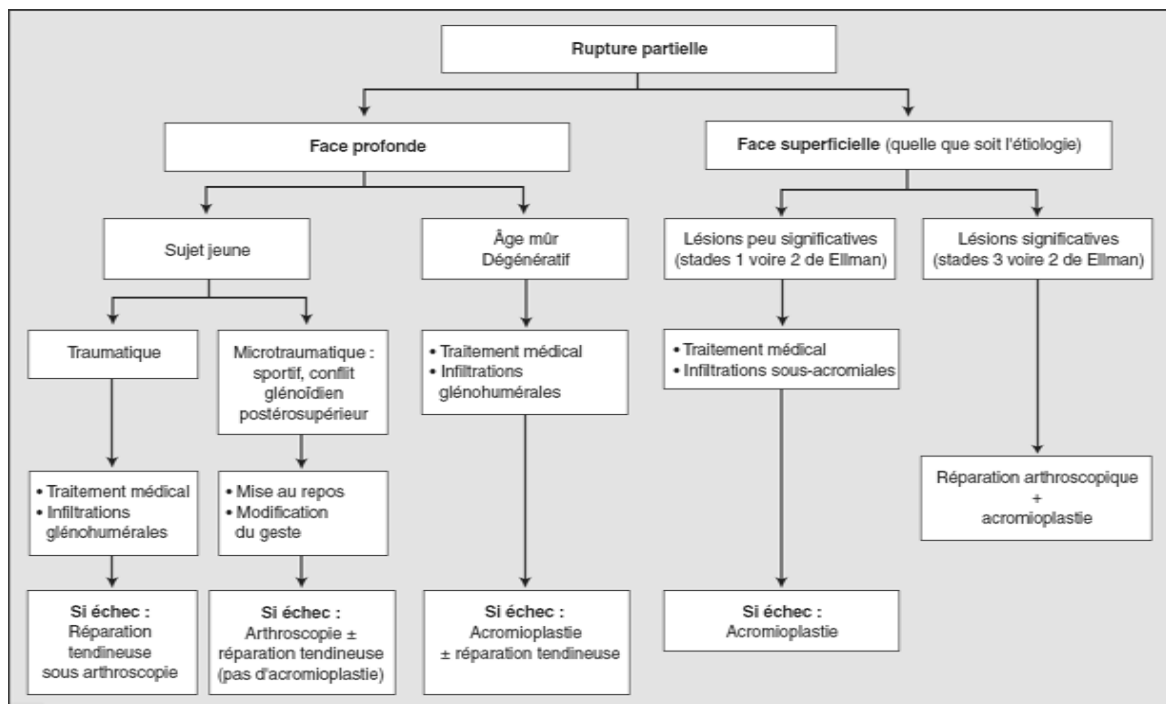 Rupture partielle
Face profonde
Face superficielle (quelle que soit l'étiologie)
Sujet jeune
Âge mûr
Dégénératif
Lésions peu significatives
(stades 1 voire 2 de Ellman)
Lésions significatives
(stades 3 voire 2 de Ellman)
Traumatique
Microtraumatique :
sportif, conflit
glénoïdien
postérosupérieur
• Traitement médical
• Infiltrations
glénohumérales
• Traitement médical
• Infiltrations sous-acromiales
• Traitement médical
• Infiltrations
glénohumérales
• Mise au repos
• Modification
du geste
Réparation arthroscopique
+
acromioplastie
Si échec :
Réparation
tendineuse
sous arthroscopie
Si échec :
Arthroscopie ±
réparation tendineuse
(pas d'acromioplastie)
Si échec :
Acromioplastie
± réparation tendineuse
Si échec :
Acromioplastie